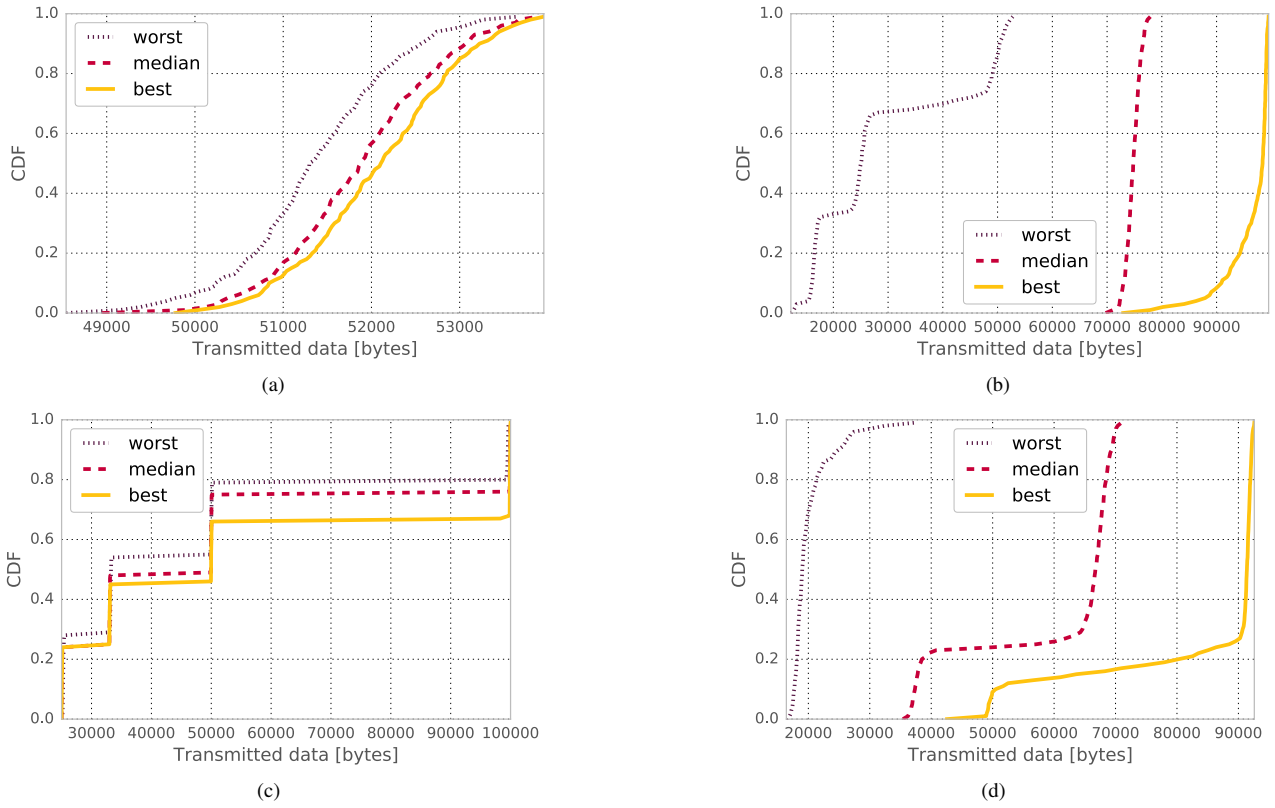 1.0
0.8
0.6
0.4
0.2
0.0
CDF
worst
median
best
49000 50000 51000 52000 53000
Transmitted data [bytes]
(a)
1.0
0.8
0.6
0.4
0.2
0.0
CDF
worst
median
best
20000 30000 40000 50000 60000 70000 80000 90000
Transmitted data [bytes]
(b)
1.0
0.8
0.6
0.4
0.2
0.0
CDF
worst
median
best
30000 40000 50000 60000 70000 80000 90000 100000
Transmitted data [bytes]
(c)
1.0
0.8
0.6
0.4
0.2
0.0
CDF
worst
median
best
20000 30000 40000 50000 60000 70000 80000 90000
Transmitted data [bytes]
(d)